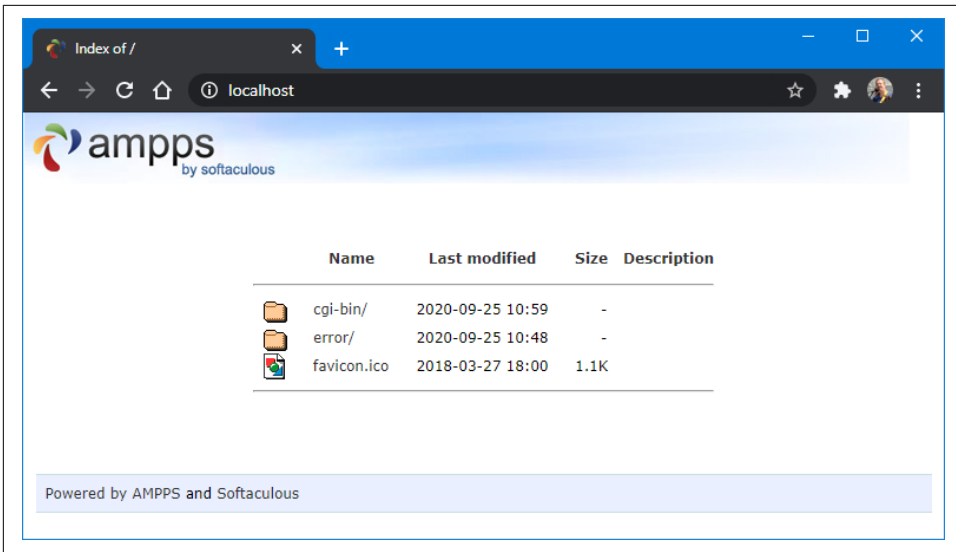 Index of /
localhost
ampps
by softaculous
Name Last modified Size Description
cgi-bin/ 2020-09-25 10:59 -
error/ 2020-09-25 10:48 -
favicon.ico 2018-03-27 18:00 1.1K
Powered by AMPPS and Softaculous